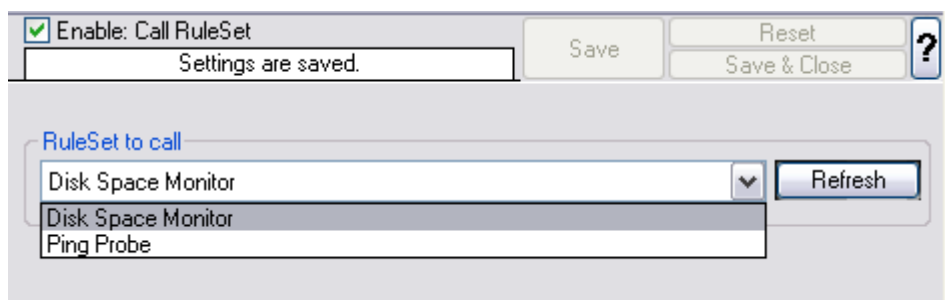 Enable: Call RuleSet
Settings are saved.
Save
Reset
Save & Close
?
RuleSet to call
Disk Space Monitor
Refresh
Disk Space Monitor
Ping Probe